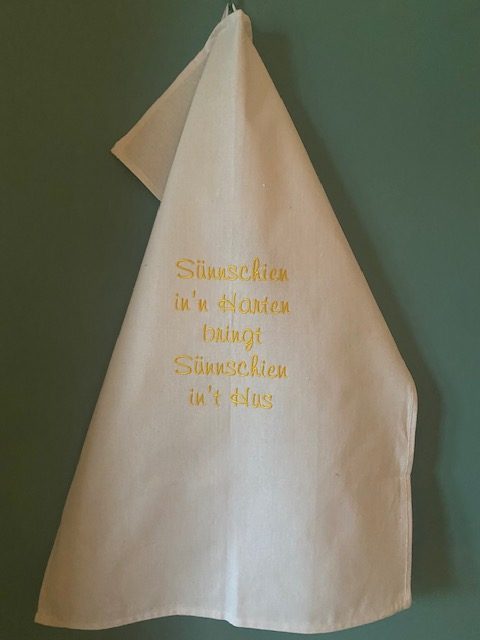 Sünnschien
in'n Harten
bringt
Sünnschien
in't Hus